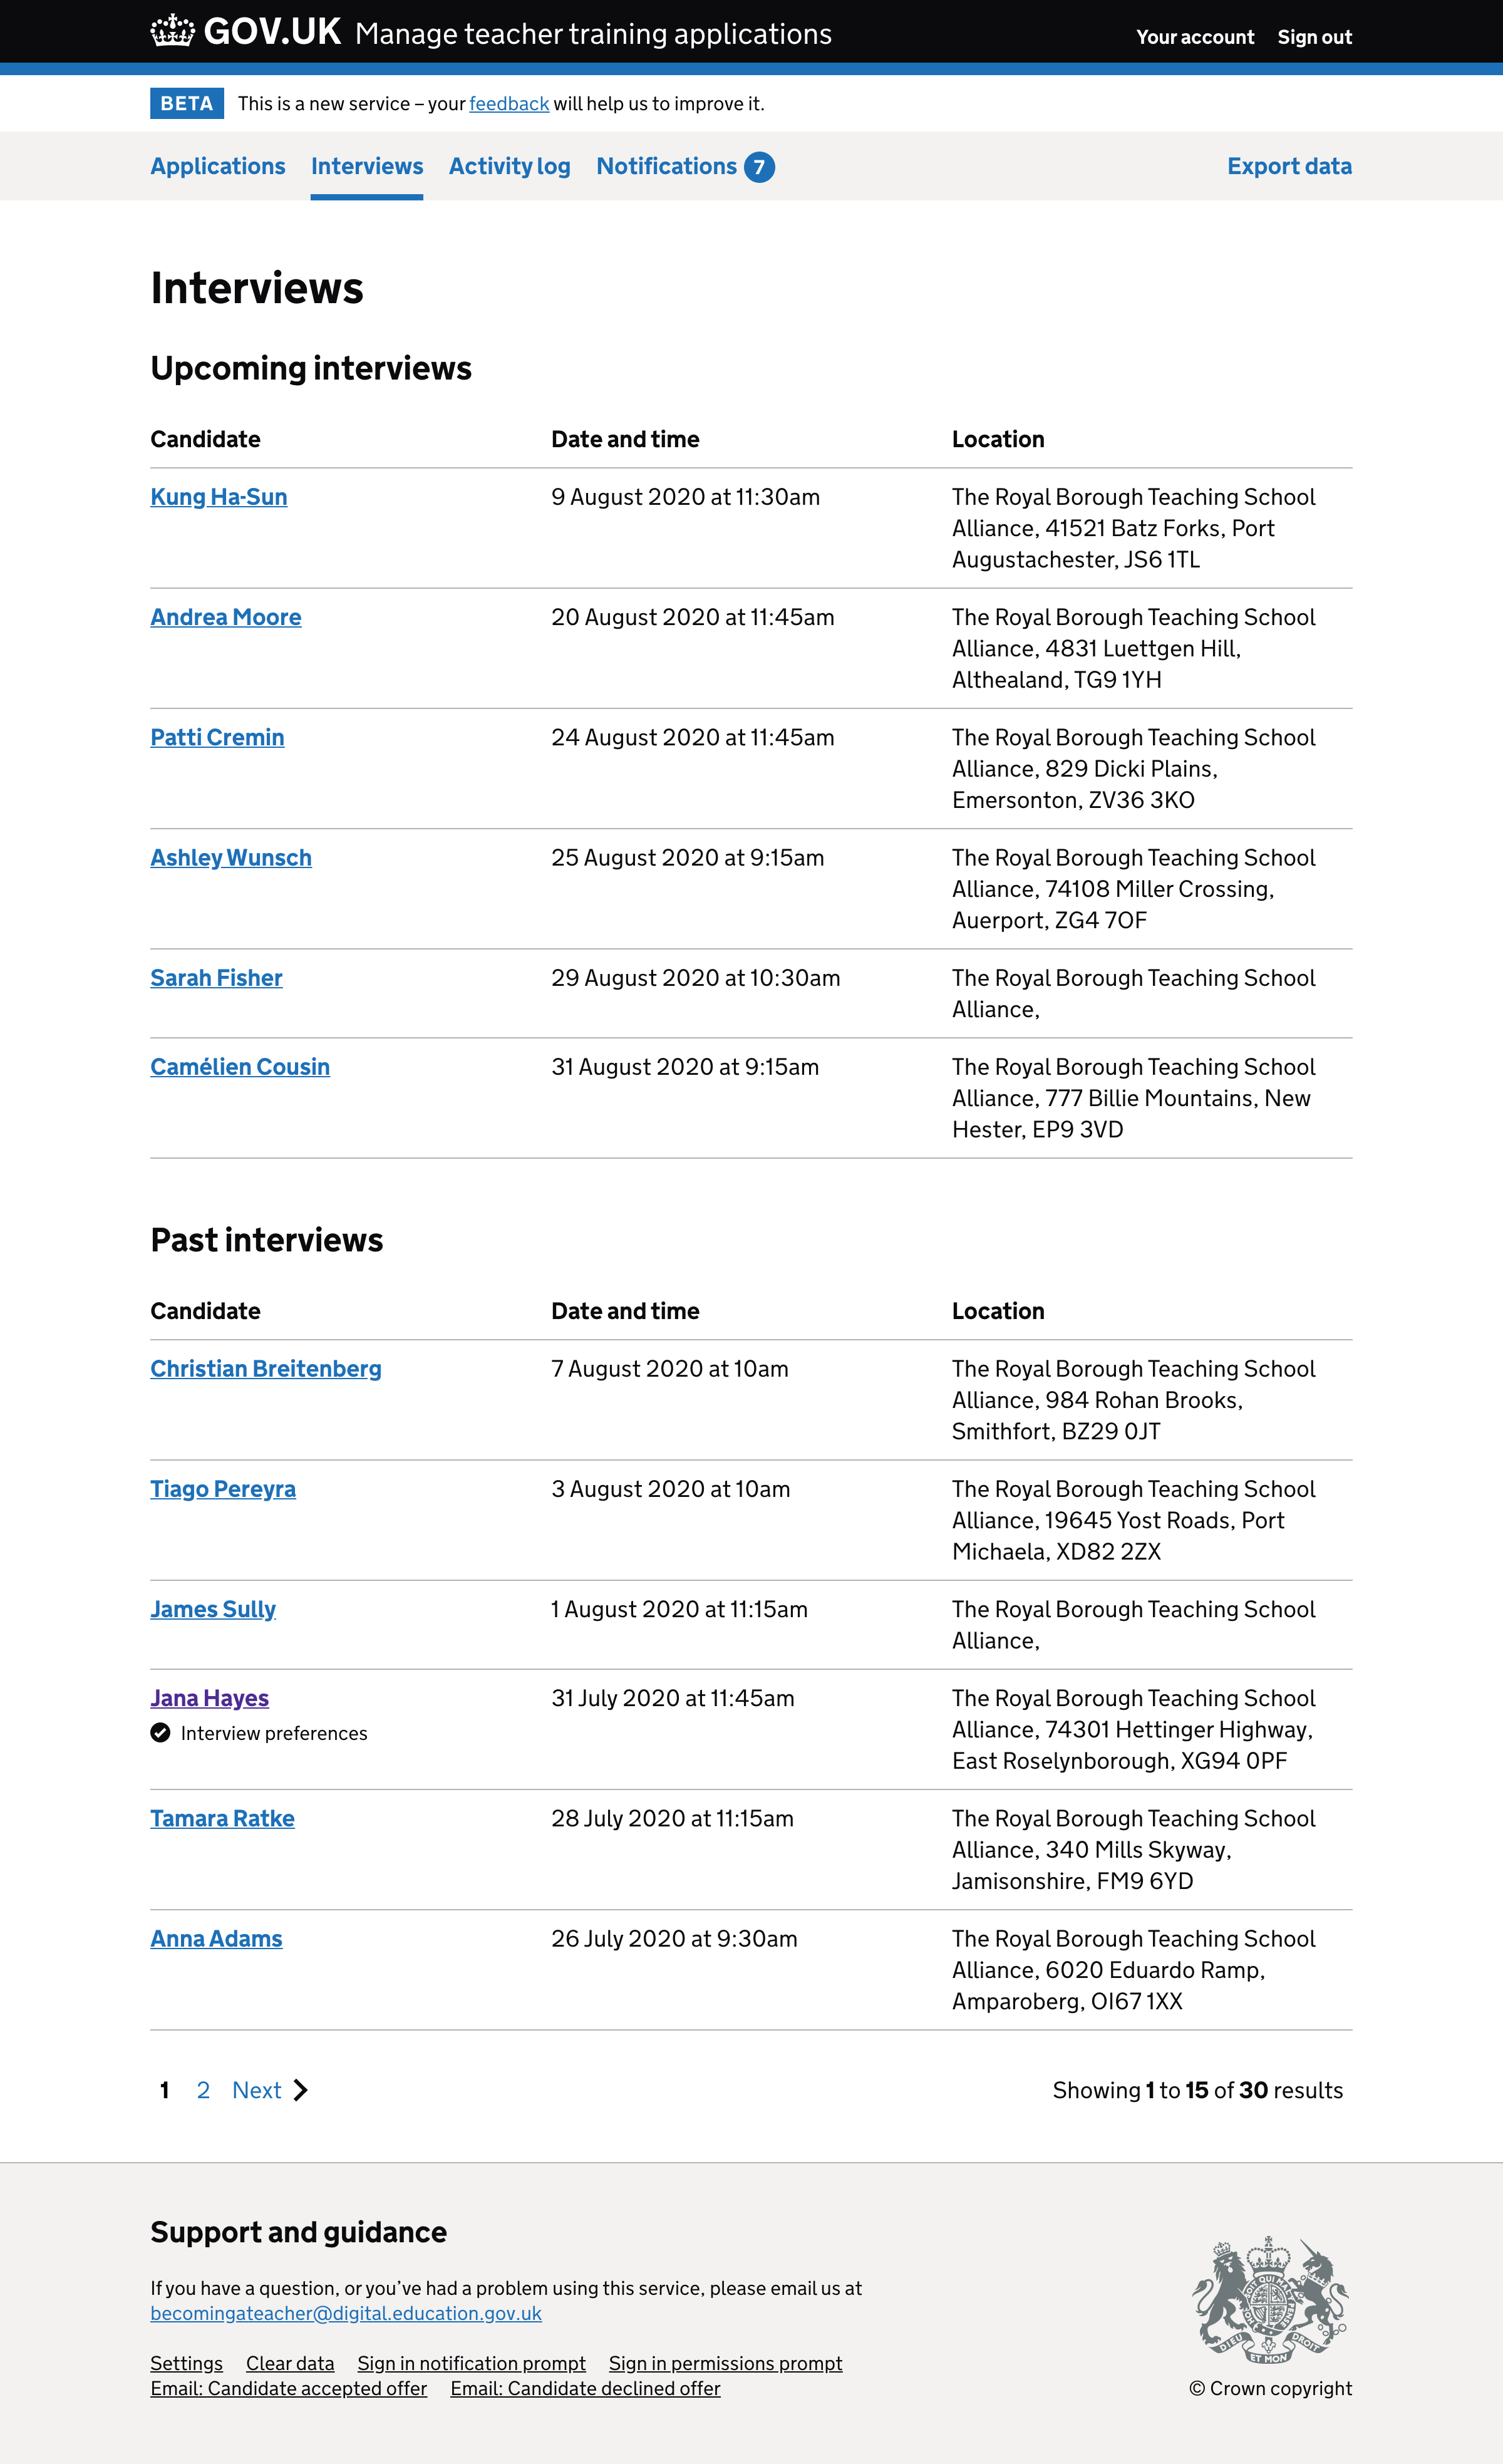 GOV.UK Manage teacher training applications Your account Sign out
BETA This is a new service – your feedback will help us to improve it.
Applications Interviews Activity log Notifications 7 Export data
Interviews
Upcoming interviews
Candidate Date and time Location
Kung Ha-Sun 9 August 2020 at 11:30am The Royal Borough Teaching School
Alliance, 41521 Batz Forks, Port
Augustachester, JS6 1TL
Andrea Moore 20 August 2020 at 11:45am The Royal Borough Teaching School
Alliance, 4831 Luettgen Hill,
Althealand, TG9 1YH
Patti Cremin 24 August 2020 at 11:45am The Royal Borough Teaching School
Alliance, 829 Dicki Plains,
Emersonton, ZV36 3KO
Ashley Wunsch 25 August 2020 at 9:15am The Royal Borough Teaching School
Alliance, 74108 Miller Crossing,
Auerport, ZG4 7OF
Sarah Fisher 29 August 2020 at 10:30am The Royal Borough Teaching School
Alliance,
Camélien Cousin 31 August 2020 at 9:15am The Royal Borough Teaching School
Alliance, 777 Billie Mountains, New
Hester, EP9 3VD
Past interviews
Candidate Date and time Location
Christian Breitenberg 7 August 2020 at 10am The Royal Borough Teaching School
Alliance, 984 Rohan Brooks,
Smithfort, BZ29 0JT
Tiago Pereyra 3 August 2020 at 10am The Royal Borough Teaching School
Alliance, 19645 Yost Roads, Port
Michaela, XD82 2ZX
James Sully 1 August 2020 at 11:15am The Royal Borough Teaching School
Alliance,
Jana Hayes 31 July 2020 at 11:45am The Royal Borough Teaching School
Interview preferences Alliance, 74301 Hettinger Highway,
East Roselynborough, XG94 0PF
Tamara Ratke 28 July 2020 at 11:15am The Royal Borough Teaching School
Alliance, 340 Mills Skyway,
Jamisonshire, FM9 6YD
Anna Adams 26 July 2020 at 9:30am The Royal Borough Teaching School
Alliance, 6020 Eduardo Ramp,
Amparoberg, OI67 1XX
1 2 Next Showing 1 to 15 of 30 results
Support and guidance
If you have a question, or you’ve had a problem using this service, please email us at
becomingateacher@digital.education.gov.uk
Settings Clear data Sign in notification prompt Sign in permissions prompt
Email: Candidate accepted offer Email: Candidate declined offer
DIEU ET MON DROIT
© Crown copyright